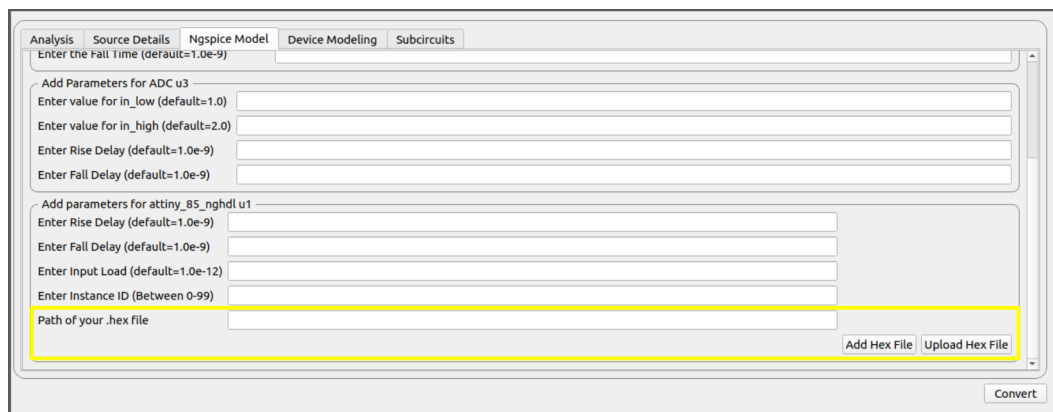 Analysis Source Details Ngspice Model Device Modeling Subcircuits
Enter the Fall Time (default=1.0e-9)
Add Parameters for ADC u3
Enter value for in_low (default=1.0)
Enter value for in_high (default=2.0)
Enter Rise Delay (default=1.0e-9)
Enter Fall Delay (default=1.0e-9)
Add parameters for attiny_85_nghdl u1
Enter Rise Delay (default=1.0e-9)
Enter Fall Delay (default=1.0e-9)
Enter Input Load (default=1.0e-12)
Enter Instance ID (Between 0-99)
Path of your .hex file
Add Hex File Upload Hex File
Convert